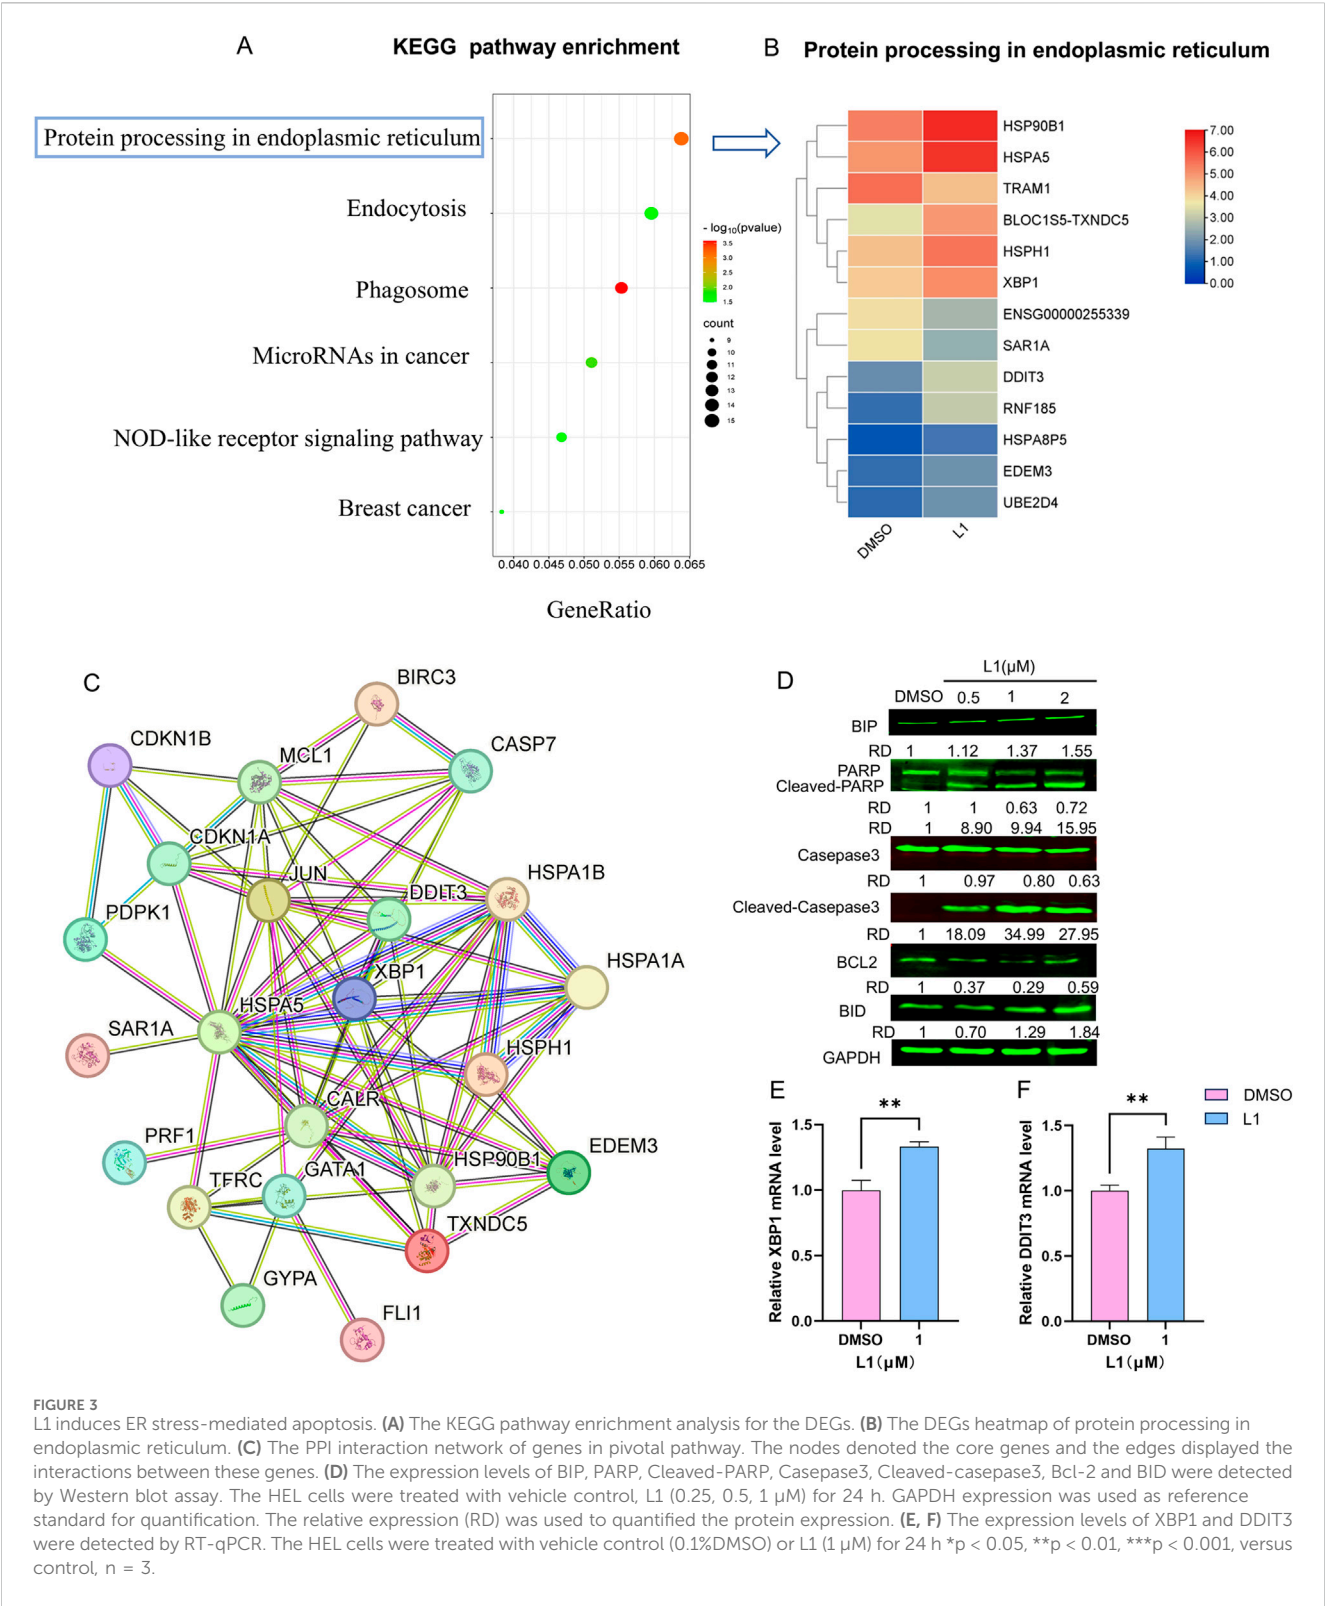 A
KEGG pathway enrichment
Protein processing in endoplasmic reticulum
Endocytosis
Phagosome
MicroRNAs in cancer
NOD-like receptor signaling pathway
Breast cancer
0.040 0.045 0.050 0.055 0.060 0.065
GeneRatio
- log10(pvalue)
3.5
3.0
2.5
2.0
1.5
count
9
10
11
12
13
14
15
B
Protein processing in endoplasmic reticulum
HSP90B1
HSPA5
TRAM1
BLOC1S5-TXNDC5
HSPH1
XBP1
ENSG00000255339
SAR1A
DDIT3
RNF185
HSPA8P5
EDEM3
UBE2D4
DMSO
L1
7.00
6.00
5.00
4.00
3.00
2.00
1.00
0.00
C
BIRC3
CDKN1B
MCL1
CASP7
CDKN1A
JUN
DDIT3
HSPA1B
PDPK1
XBP1
HSPA1A
HSPA5
SAR1A
HSPH1
CALR
PRF1
HSP90B1
EDEM3
TFRC
GATA1
TXNDC5
GYPA
FLI1
D
L1(μM)
DMSO 0.5 1 2
BIP
RD 1 1.12 1.37 1.55
PARP
Cleaved-PARP
RD 1 1 0.63 0.72
RD 1 8.90 9.94 15.95
Casepase3
RD 1 0.97 0.80 0.63
Cleaved-Casepase3
RD 1 18.09 34.99 27.95
BCL2
RD 1 0.37 0.29 0.59
BID
RD 1 0.70 1.29 1.84
GAPDH
E
Relative XBP1 mRNA level
1.5
1.0
0.5
0.0
**
DMSO 1
L1(μM)
F
Relative DDIT3 mRNA level
1.5
1.0
0.5
0.0
**
DMSO 1
L1(μM)
DMSO
L1
FIGURE 3
L1 induces ER stress-mediated apoptosis. (A) The KEGG pathway enrichment analysis for the DEGs. (B) The DEGs heatmap of protein processing in
endoplasmic reticulum. (C) The PPI interaction network of genes in pivotal pathway. The nodes denoted the core genes and the edges displayed the
interactions between these genes. (D) The expression levels of BIP, PARP, Cleaved-PARP, Casepase3, Cleaved-casepase3, Bcl-2 and BID were detected
by Western blot assay. The HEL cells were treated with vehicle control, L1 (0.25, 0.5, 1 μM) for 24 h. GAPDH expression was used as reference
standard for quantification. The relative expression (RD) was used to quantified the protein expression. (E, F) The expression levels of XBP1 and DDIT3
were detected by RT-qPCR. The HEL cells were treated with vehicle control (0.1%DMSO) or L1 (1 μM) for 24 h *p < 0.05, **p < 0.01, ***p < 0.001, versus
control, n = 3.